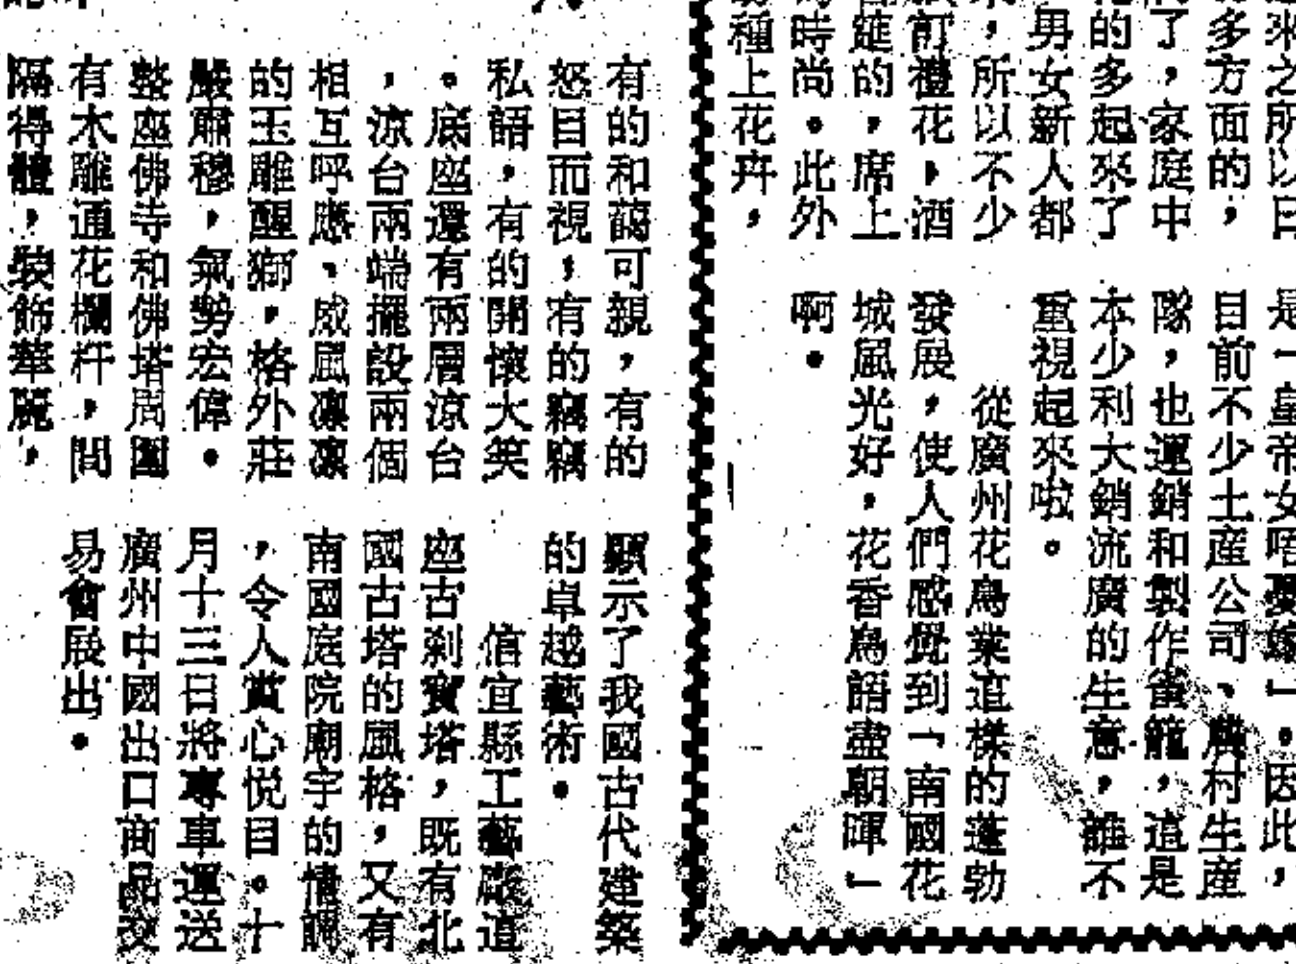 來之所以日
多方面的，
了，家庭中
的多起來了
男女新人都
，所以不少
訂禮花，酒
筵的，席上
時尚。此外
種上花卉，
是「皇帝女唔憂嫁」。因此，
目前不少土産公司、農村生産
隊，也運銷和製作雀籠，這是
本少利大銷流廣的生意，誰不
重視起來啦。
從廣州花鳥業這樣的蓬勃
發展，使人們感覺到「南國花
城風光好，花香鳥語盡朝暉」
啊。
有的和藹可親，有的
怒目而視，有的竊竊
私語，有的開懷大笑
。底座還有兩層涼台
，涼台兩端擺設兩個
相互呼應、威風凜凜
的玉雕醒獅，格外莊
嚴肅穆，氣勢宏偉。
整座佛寺和佛塔周圍
有木雕通花欄杆，間
隔得體，裝飾華麗，
顯示了我國古代建築
的卓越藝術。
信宜縣工藝廠這
座古刹寶塔，既有北
國古塔的風格，又有
南國庭院廟宇的情調
，令人賞心悅目。十
月十三日將專車運送
廣州中國出口商品交
易會展出。